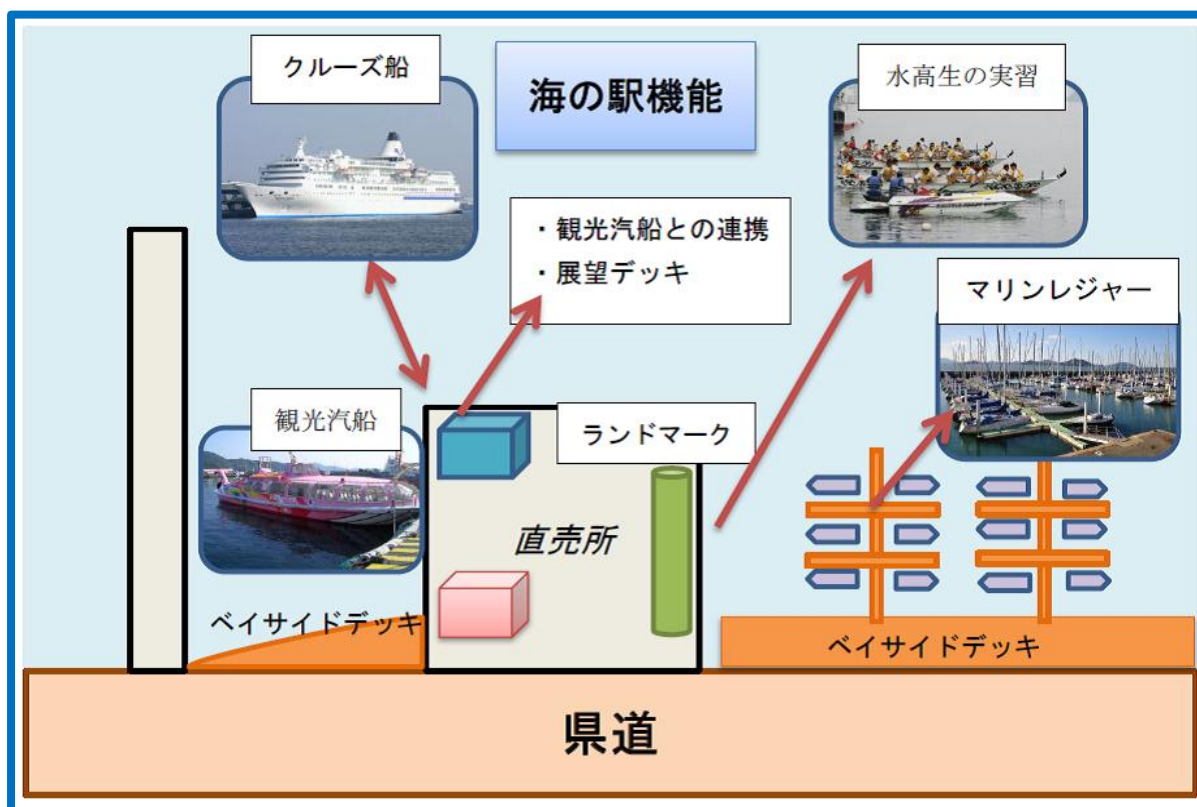 クルーズ船
海の駅機能
水高生の実習
・観光汽船との連携
・展望デッキ
マリンレジャー
観光汽船
ランドマーク
直売所
ベイサイドデッキ
ベイサイドデッキ
県道